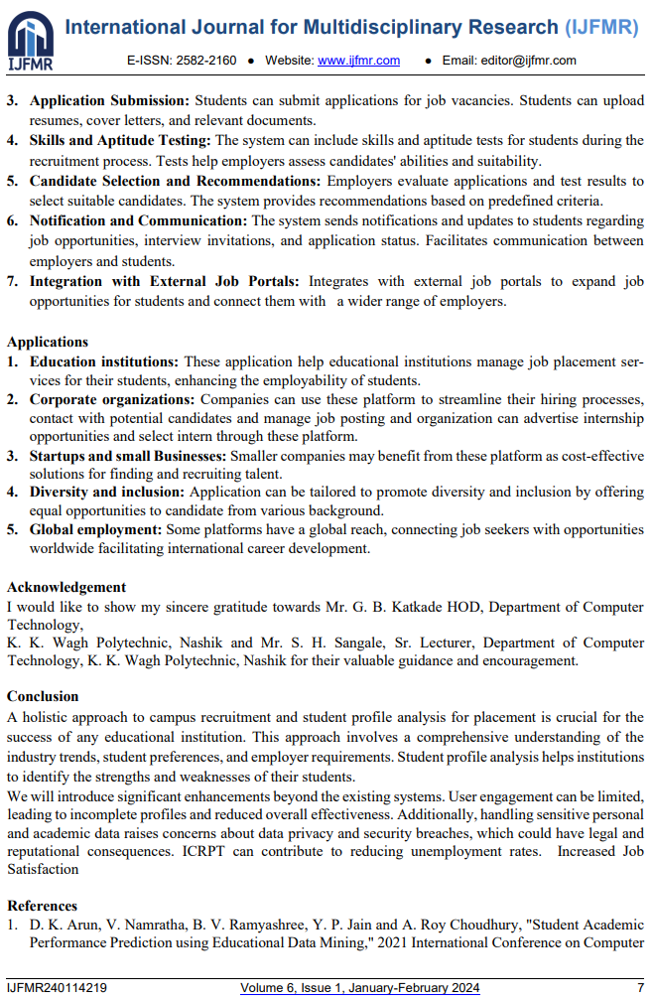 International Journal for Multidisciplinary Research (IJFMR)
IJFMR
E-ISSN: 2582-2160 ● Website: www.ijfmr.com ● Email: editor@ijfmr.com
3. Application Submission: Students can submit applications for job vacancies. Students can upload
resumes, cover letters, and relevant documents.
4. Skills and Aptitude Testing: The system can include skills and aptitude tests for students during the
recruitment process. Tests help employers assess candidates' abilities and suitability.
5. Candidate Selection and Recommendations: Employers evaluate applications and test results to
select suitable candidates. The system provides recommendations based on predefined criteria.
6. Notification and Communication: The system sends notifications and updates to students regarding
job opportunities, interview invitations, and application status. Facilitates communication between
employers and students.
7. Integration with External Job Portals: Integrates with external job portals to expand job
opportunities for students and connect them with a wider range of employers.
Applications
1. Education institutions: These application help educational institutions manage job placement ser-
vices for their students, enhancing the employability of students.
2. Corporate organizations: Companies can use these platform to streamline their hiring processes,
contact with potential candidates and manage job posting and organization can advertise internship
opportunities and select intern through these platform.
3. Startups and small Businesses: Smaller companies may benefit from these platform as cost-effective
solutions for finding and recruiting talent.
4. Diversity and inclusion: Application can be tailored to promote diversity and inclusion by offering
equal opportunities to candidate from various background.
5. Global employment: Some platforms have a global reach, connecting job seekers with opportunities
worldwide facilitating international career development.
Acknowledgement
I would like to show my sincere gratitude towards Mr. G. B. Katkade HOD, Department of Computer
Technology,
K. K. Wagh Polytechnic, Nashik and Mr. S. H. Sangale, Sr. Lecturer, Department of Computer
Technology, K. K. Wagh Polytechnic, Nashik for their valuable guidance and encouragement.
Conclusion
A holistic approach to campus recruitment and student profile analysis for placement is crucial for the
success of any educational institution. This approach involves a comprehensive understanding of the
industry trends, student preferences, and employer requirements. Student profile analysis helps institutions
to identify the strengths and weaknesses of their students.
We will introduce significant enhancements beyond the existing systems. User engagement can be limited,
leading to incomplete profiles and reduced overall effectiveness. Additionally, handling sensitive personal
and academic data raises concerns about data privacy and security breaches, which could have legal and
reputational consequences. ICRPT can contribute to reducing unemployment rates. Increased Job
Satisfaction
References
1. D. K. Arun, V. Namratha, B. V. Ramyashree, Y. P. Jain and A. Roy Choudhury, "Student Academic
Performance Prediction using Educational Data Mining," 2021 International Conference on Computer
IJFMR240114219 Volume 6, Issue 1, January-February 2024 7